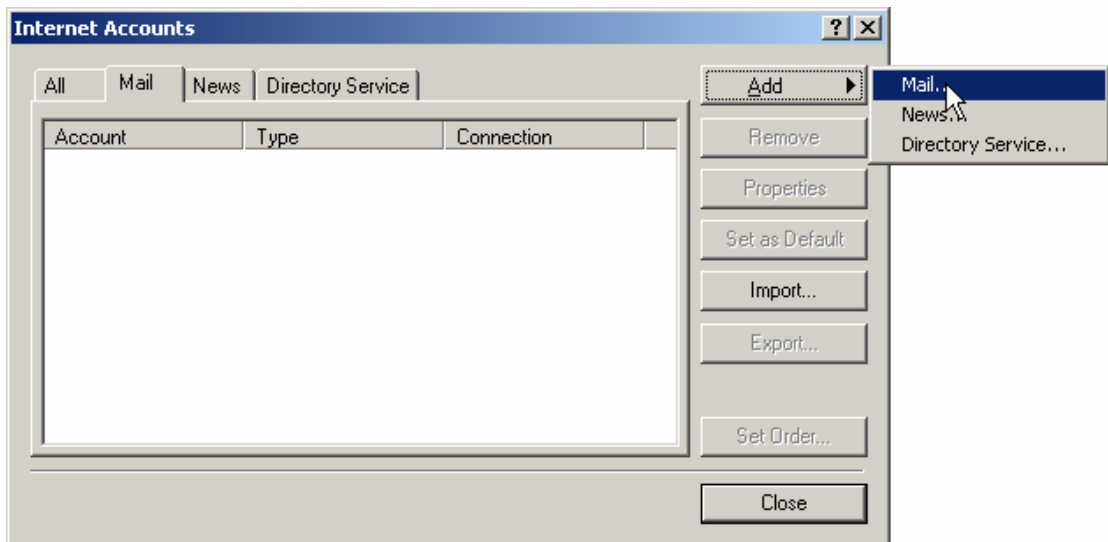 Internet Accounts
All Mail News Directory Service
Account Type Connection
Add
Remove
Properties
Set as Default
Import...
Export...
Set Order...
Close
Mail...
News...
Directory Service...